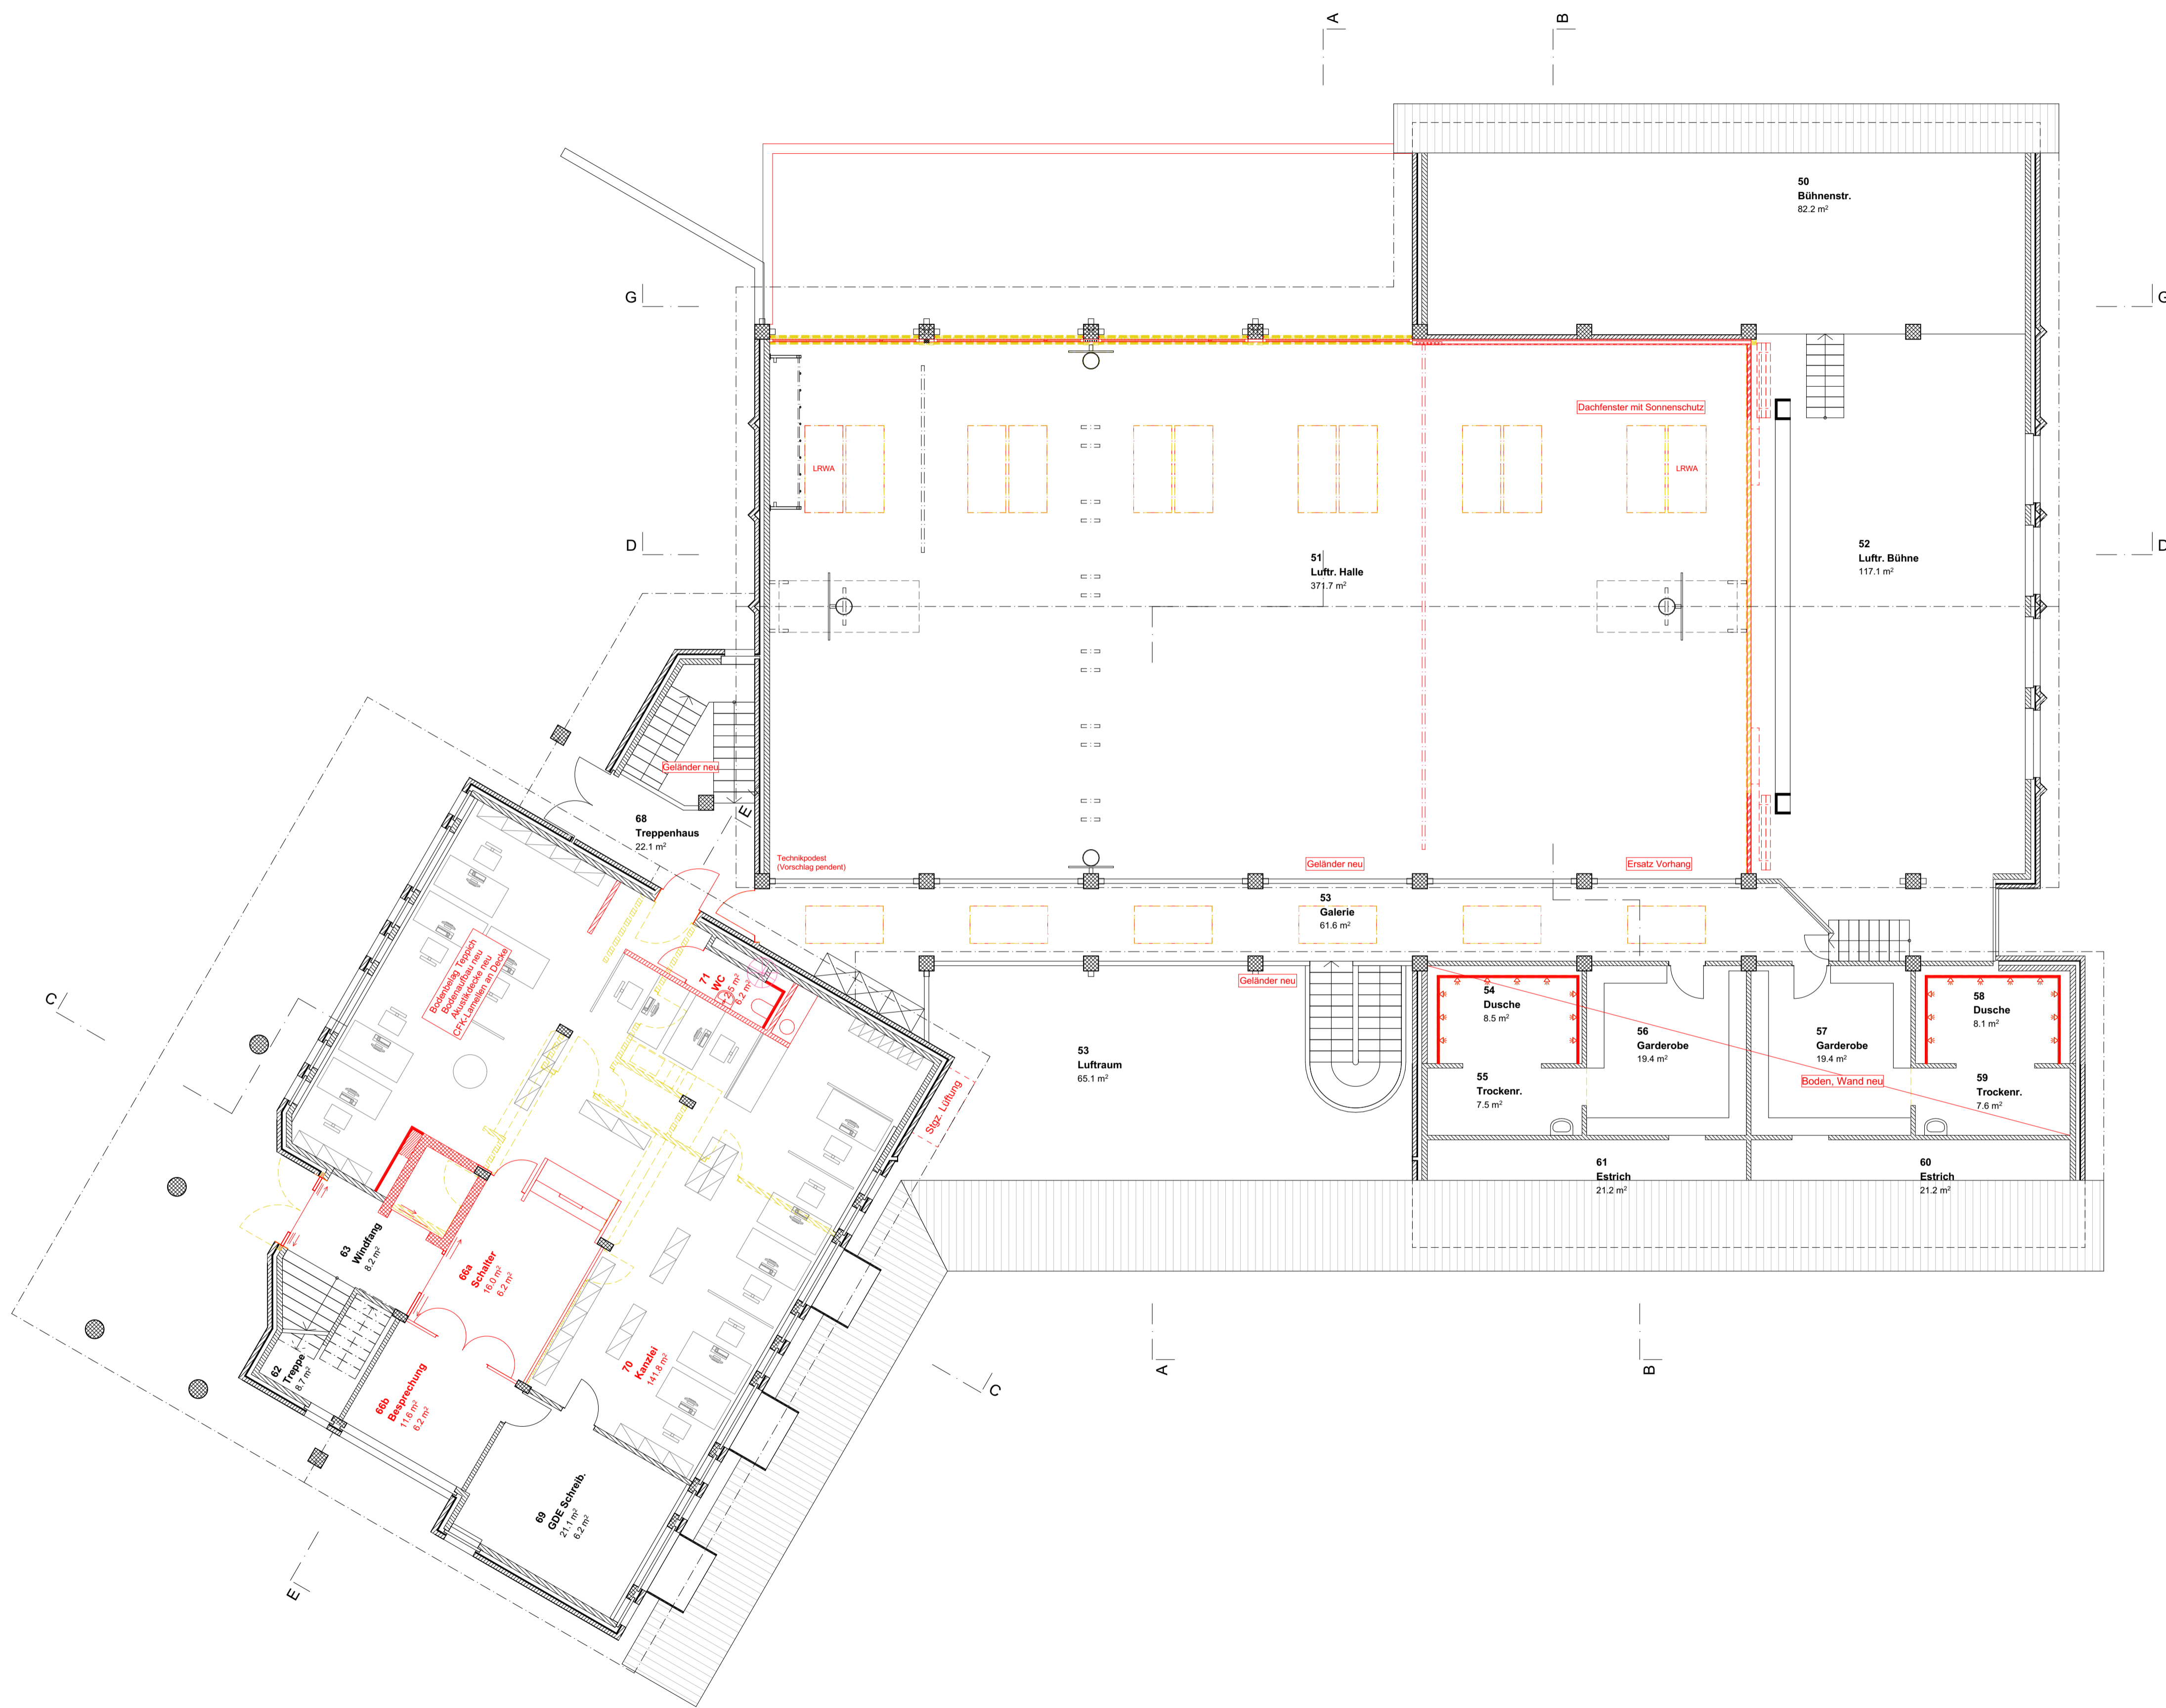 A
B
50
Bühnenstr.
82.2 m²
G
G
Dachfenster mit Sonnenschutz
LRWA
LRWA
D
D
51
Luftr. Halle
371.7 m²
52
Luftr. Bühne
117.1 m²
Geländer neu
E
68
Treppenhaus
22.1 m²
Technikpodest
(Vorschlag pendent)
Geländer neu
Ersatz Vorhang
53
Galerie
61.6 m²
Bodenbelag Teppich
Bodenaufbau neu
Akustikdecke neu
CFK-Lamellen an Decke
71
WC
2.5 m²
6.2 m²
C
Geländer neu
53
Luftraum
65.1 m²
54
Dusche
8.5 m²
58
Dusche
8.1 m²
56
Garderobe
19.4 m²
57
Garderobe
19.4 m²
Boden, Wand neu
55
Trockenr.
7.5 m²
59
Trockenr.
7.6 m²
Stgz. Lüftung
61
Estrich
21.2 m²
60
Estrich
21.2 m²
63
Windfang
8.2 m²
66a
Schalter
16.0 m²
6.2 m²
62
Treppe
8.7 m²
66b
Besprechung
11.6 m²
6.2 m²
70
Kanzlei
141.8 m²
A
B
C
69
GDE Schreib.
21.1 m²
6.2 m²
E